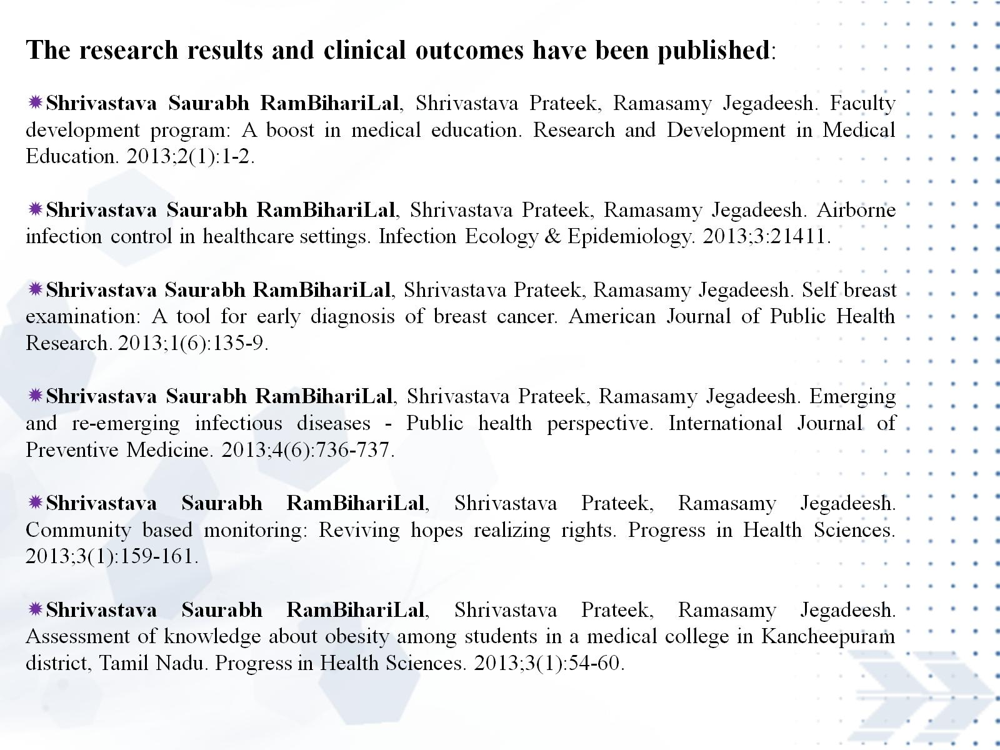 The research results and clinical outcomes have been published:
✹Shrivastava Saurabh RamBihariLal, Shrivastava Prateek, Ramasamy Jegadeesh. Faculty
development program: A boost in medical education. Research and Development in Medical
Education. 2013;2(1):1-2.
✹Shrivastava Saurabh RamBihariLal, Shrivastava Prateek, Ramasamy Jegadeesh. Airborne
infection control in healthcare settings. Infection Ecology & Epidemiology. 2013;3:21411.
✹Shrivastava Saurabh RamBihariLal, Shrivastava Prateek, Ramasamy Jegadeesh. Self breast
examination: A tool for early diagnosis of breast cancer. American Journal of Public Health
Research. 2013;1(6):135-9.
✹Shrivastava Saurabh RamBihariLal, Shrivastava Prateek, Ramasamy Jegadeesh. Emerging
and re-emerging infectious diseases - Public health perspective. International Journal of
Preventive Medicine. 2013;4(6):736-737.
✹Shrivastava Saurabh RamBihariLal, Shrivastava Prateek, Ramasamy Jegadeesh.
Community based monitoring: Reviving hopes realizing rights. Progress in Health Sciences.
2013;3(1):159-161.
✹Shrivastava Saurabh RamBihariLal, Shrivastava Prateek, Ramasamy Jegadeesh.
Assessment of knowledge about obesity among students in a medical college in Kancheepuram
district, Tamil Nadu. Progress in Health Sciences. 2013;3(1):54-60.